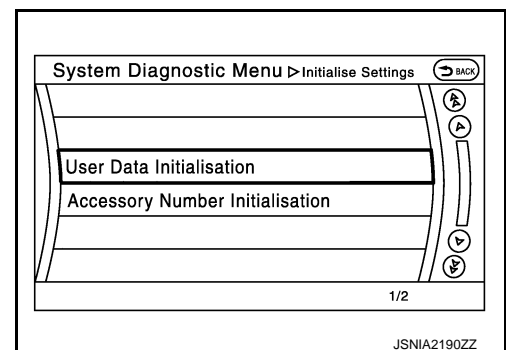 System Diagnostic Menu ▷ Initialise Settings
BACK
User Data Initialisation
Accessory Number Initialisation
1/2
JSNIA2190ZZ